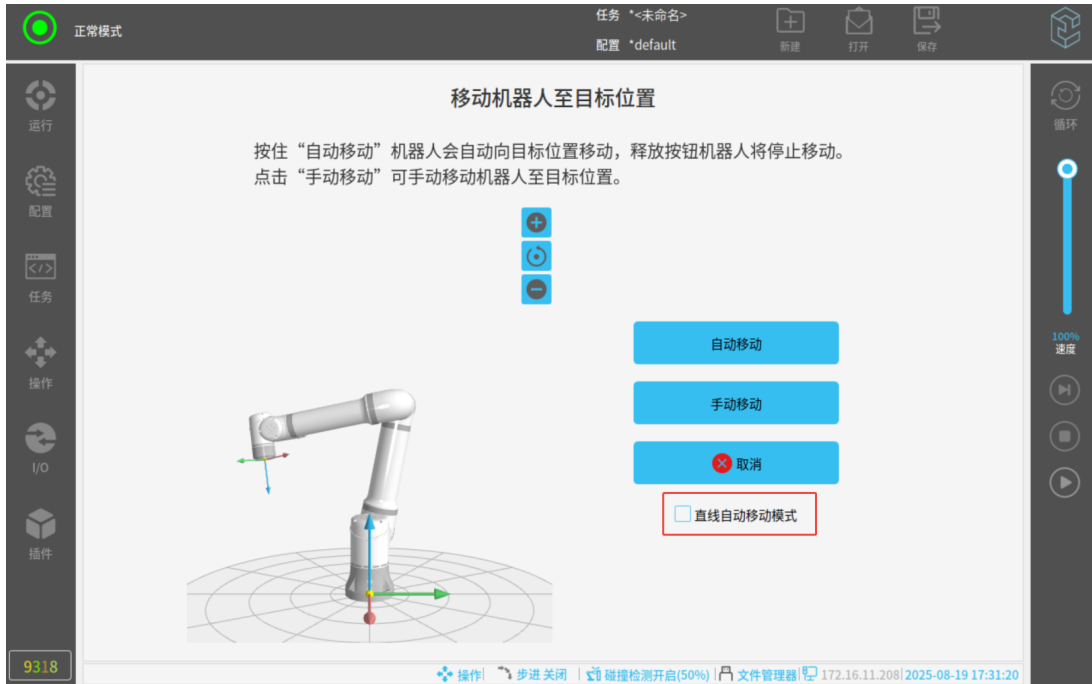 正常模式
任务 *<未命名>
配置 *default
新建
打开
保存
运行
配置
任务
操作
I/O
插件
9318
移动机器人至目标位置
按住“自动移动”机器人会自动向目标位置移动，释放按钮机器人将停止移动。
点击“手动移动”可手动移动机器人至目标位置。
自动移动
手动移动
取消
直线自动移动模式
循环
100%
速度
操作| 步进 关闭 | 碰撞检测开启(50%) | 文件管理器| 172.16.11.208|2025-08-19 17:31:20